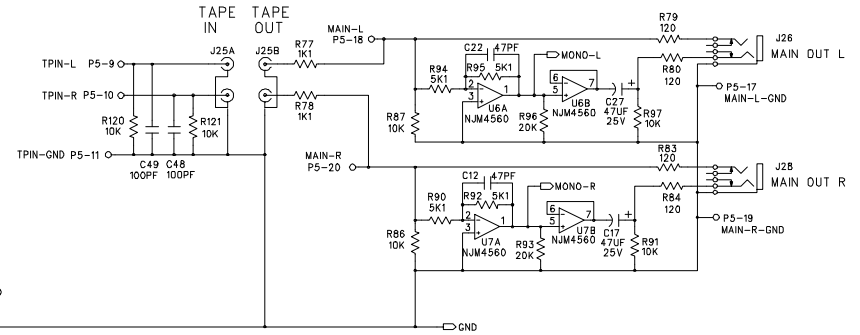 TAPE IN
TAPE OUT
J25A
J25B
TPIN-L P5-9
TPIN-R P5-10
TPIN-GND P5-11
R120
10K
R121
10K
C49
100PF
C48
100PF
R77
1K1
R78
1K1
MAIN-L
P5-18
MAIN-R
P5-20
R94
5K1
C22 47PF
R95 5K1
2
3
1
U6A
NJM4560
R87
10K
MONO-L
R96
20K
6
5
7
U6B
NJM4560
C27
47UF
25V
+
R97
10K
R79
120
R80
120
J26
MAIN OUT L
P5-17
MAIN-L-GND
R90
5K1
C12 47PF
R92 5K1
2
3
1
U7A
NJM4560
R86
10K
MONO-R
R93
20K
6
5
7
U7B
NJM4560
C17
47UF
25V
+
R91
10K
R83
120
R84
120
J28
MAIN OUT R
P5-19
MAIN-R-GND
GND